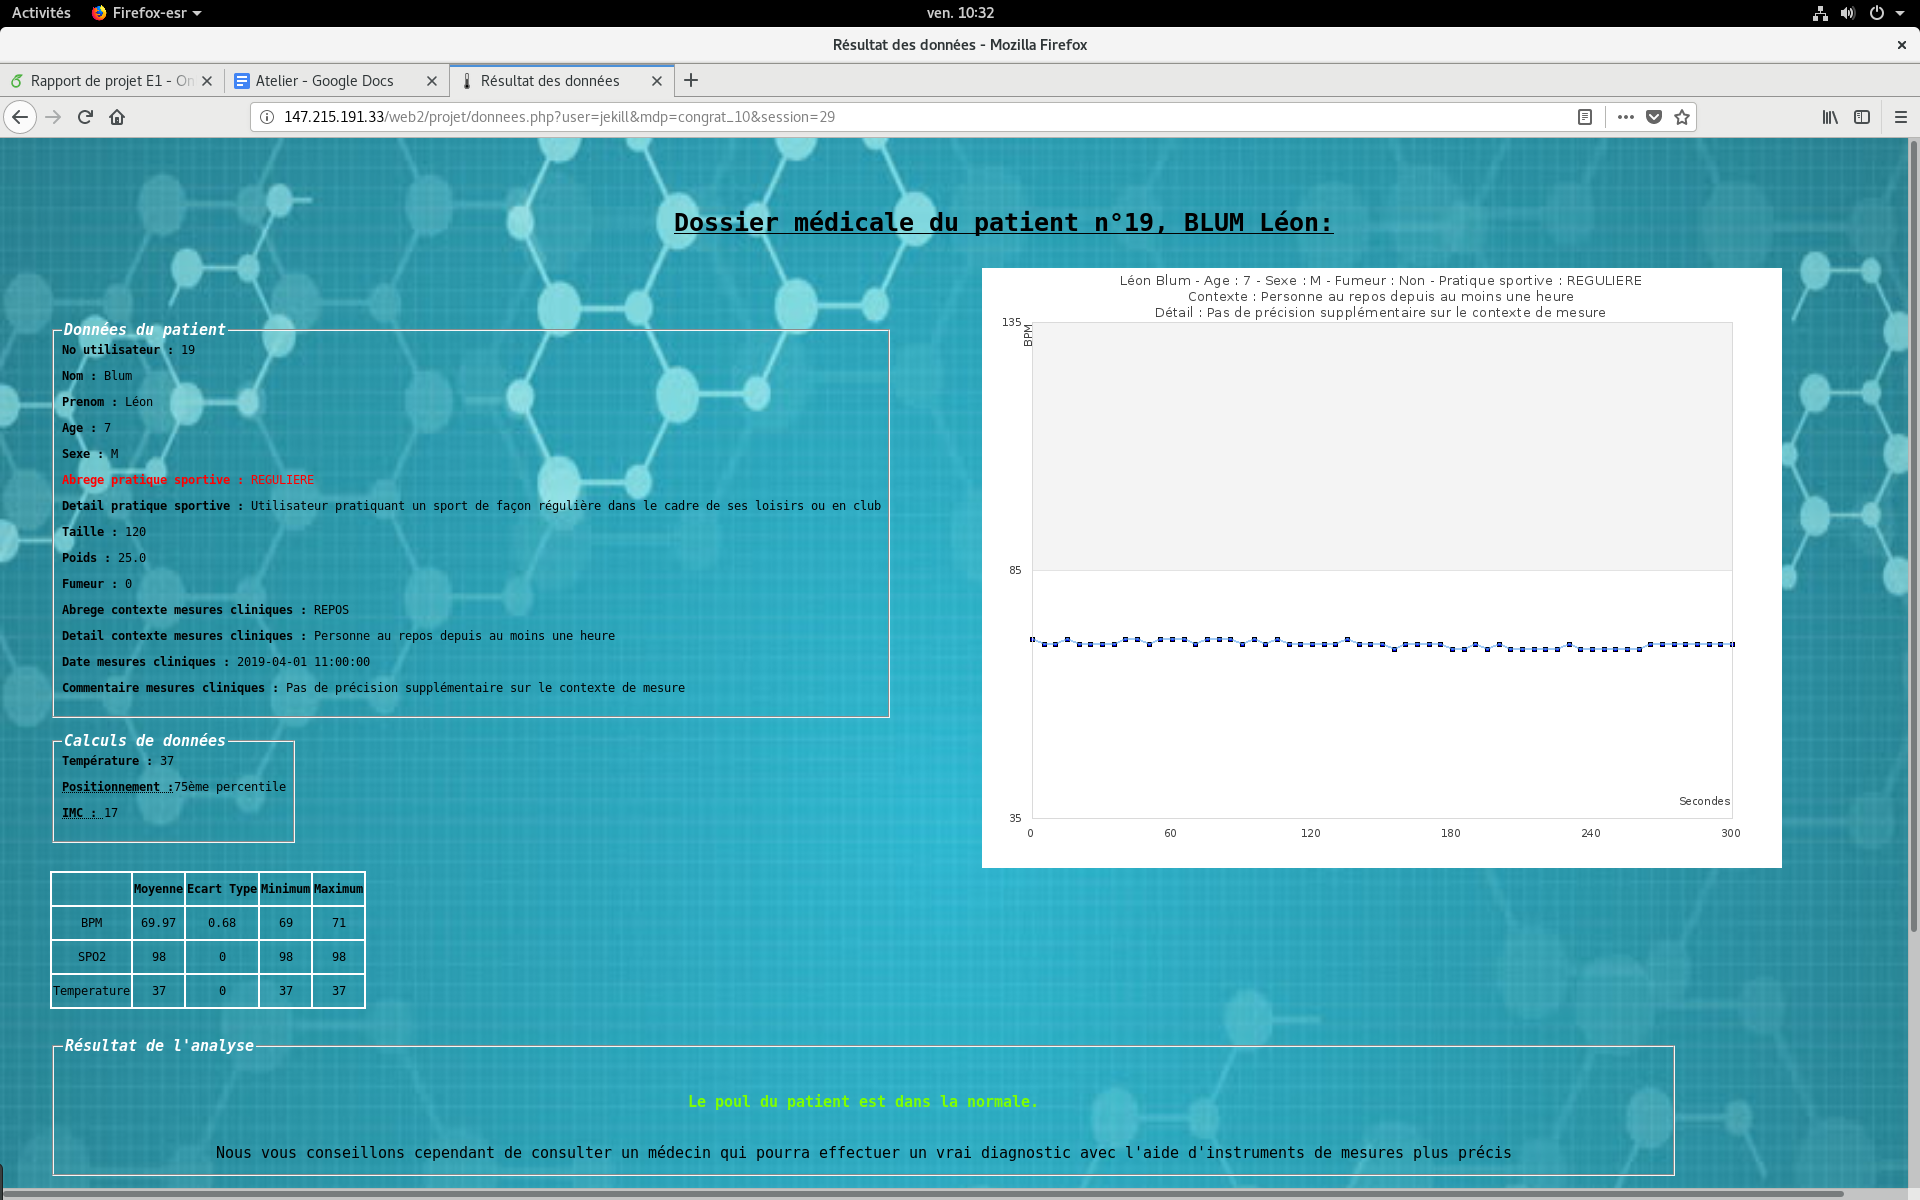 Activités Firefox-esr ven. 10:32
Résultat des données - Mozilla Firefox
Rapport de projet E1 - On Atelier - Google Docs Résultat des données
147.215.191.33/web2/projet/donnees.php?user=jekill&mdp=congrat_10&session=29
Dossier médicale du patient n°19, BLUM Léon:
Données du patient
No utilisateur : 19
Nom : Blum
Prenom : Léon
Age : 7
Sexe : M
Abrege pratique sportive : REGULIERE
Detail pratique sportive : Utilisateur pratiquant un sport de façon régulière dans le cadre de ses loisirs ou en club
Taille : 120
Poids : 25.0
Fumeur : 0
Abrege contexte mesures cliniques : REPOS
Detail contexte mesures cliniques : Personne au repos depuis au moins une heure
Date mesures cliniques : 2019-04-01 11:00:00
Commentaire mesures cliniques : Pas de précision supplémentaire sur le contexte de mesure
Léon Blum - Age : 7 - Sexe : M - Fumeur : Non - Pratique sportive : REGULIERE
Contexte : Personne au repos depuis au moins une heure
Détail : Pas de précision supplémentaire sur le contexte de mesure
135
BPM
85
35
Secondes
0 60 120 180 240 300
Calculs de données
Température : 37
Positionnement :75ème percentile
IMC : 17
Moyenne Ecart Type Minimum Maximum
BPM 69.97 0.68 69 71
SPO2 98 0 98 98
Temperature 37 0 37 37
Résultat de l'analyse
Le poul du patient est dans la normale.
Nous vous conseillons cependant de consulter un médecin qui pourra effectuer un vrai diagnostic avec l'aide d'instruments de mesures plus précis